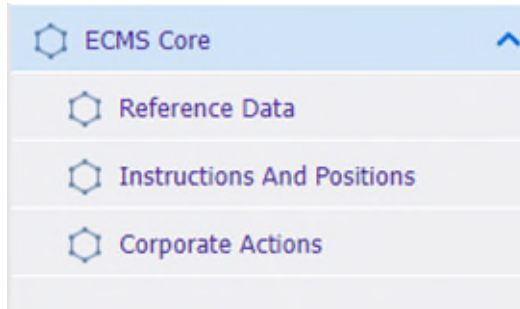 ECMS Core
Reference Data
Instructions And Positions
Corporate Actions